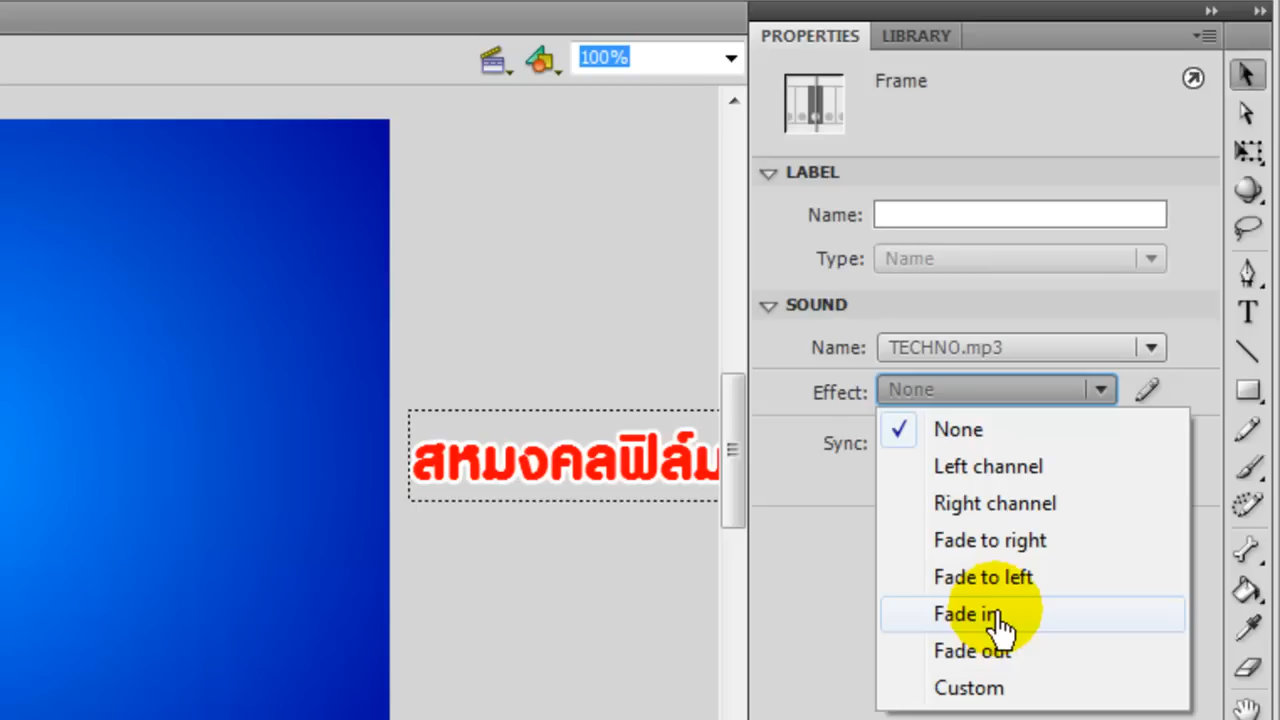 PROPERTIES
LIBRARY
100%
Frame
LABEL
Name:
Type: Name
SOUND
Name: TECHNO.mp3
Effect: None
Sync:
None
Left channel
Right channel
Fade to right
Fade to left
Fade in
Fade out
Custom
สหมงคลฟิล์ม
T